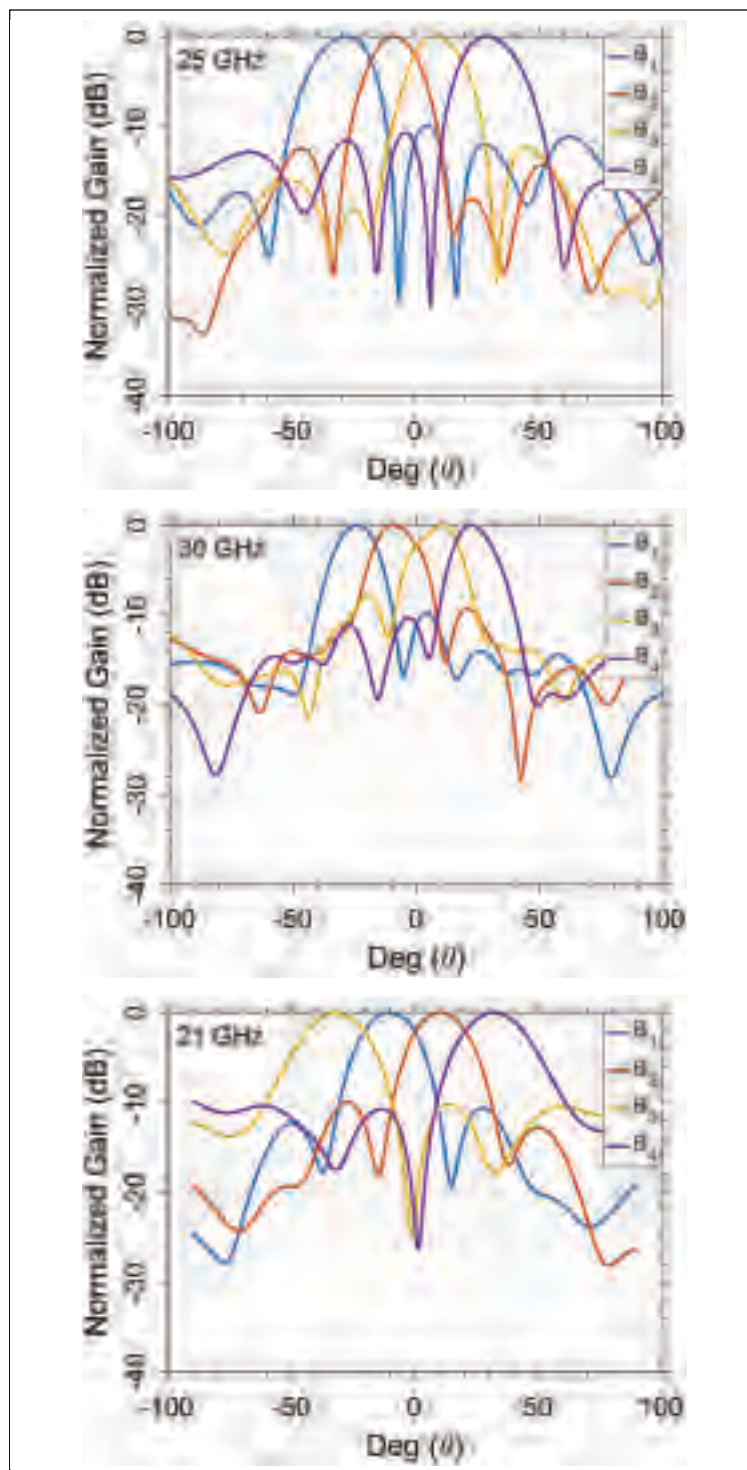 25 GHz
Normalized Gain (dB)
0
-10
-20
-30
-40
B1
B2
B3
B4
-100
-50
0
50
100
Deg (θ)
30 GHz
Normalized Gain (dB)
0
-10
-20
-30
-40
B1
B2
B3
B4
-100
-50
0
50
100
Deg (θ)
21 GHz
Normalized Gain (dB)
0
-10
-20
-30
-40
B1
B2
B3
B4
-100
-50
0
50
100
Deg (θ)